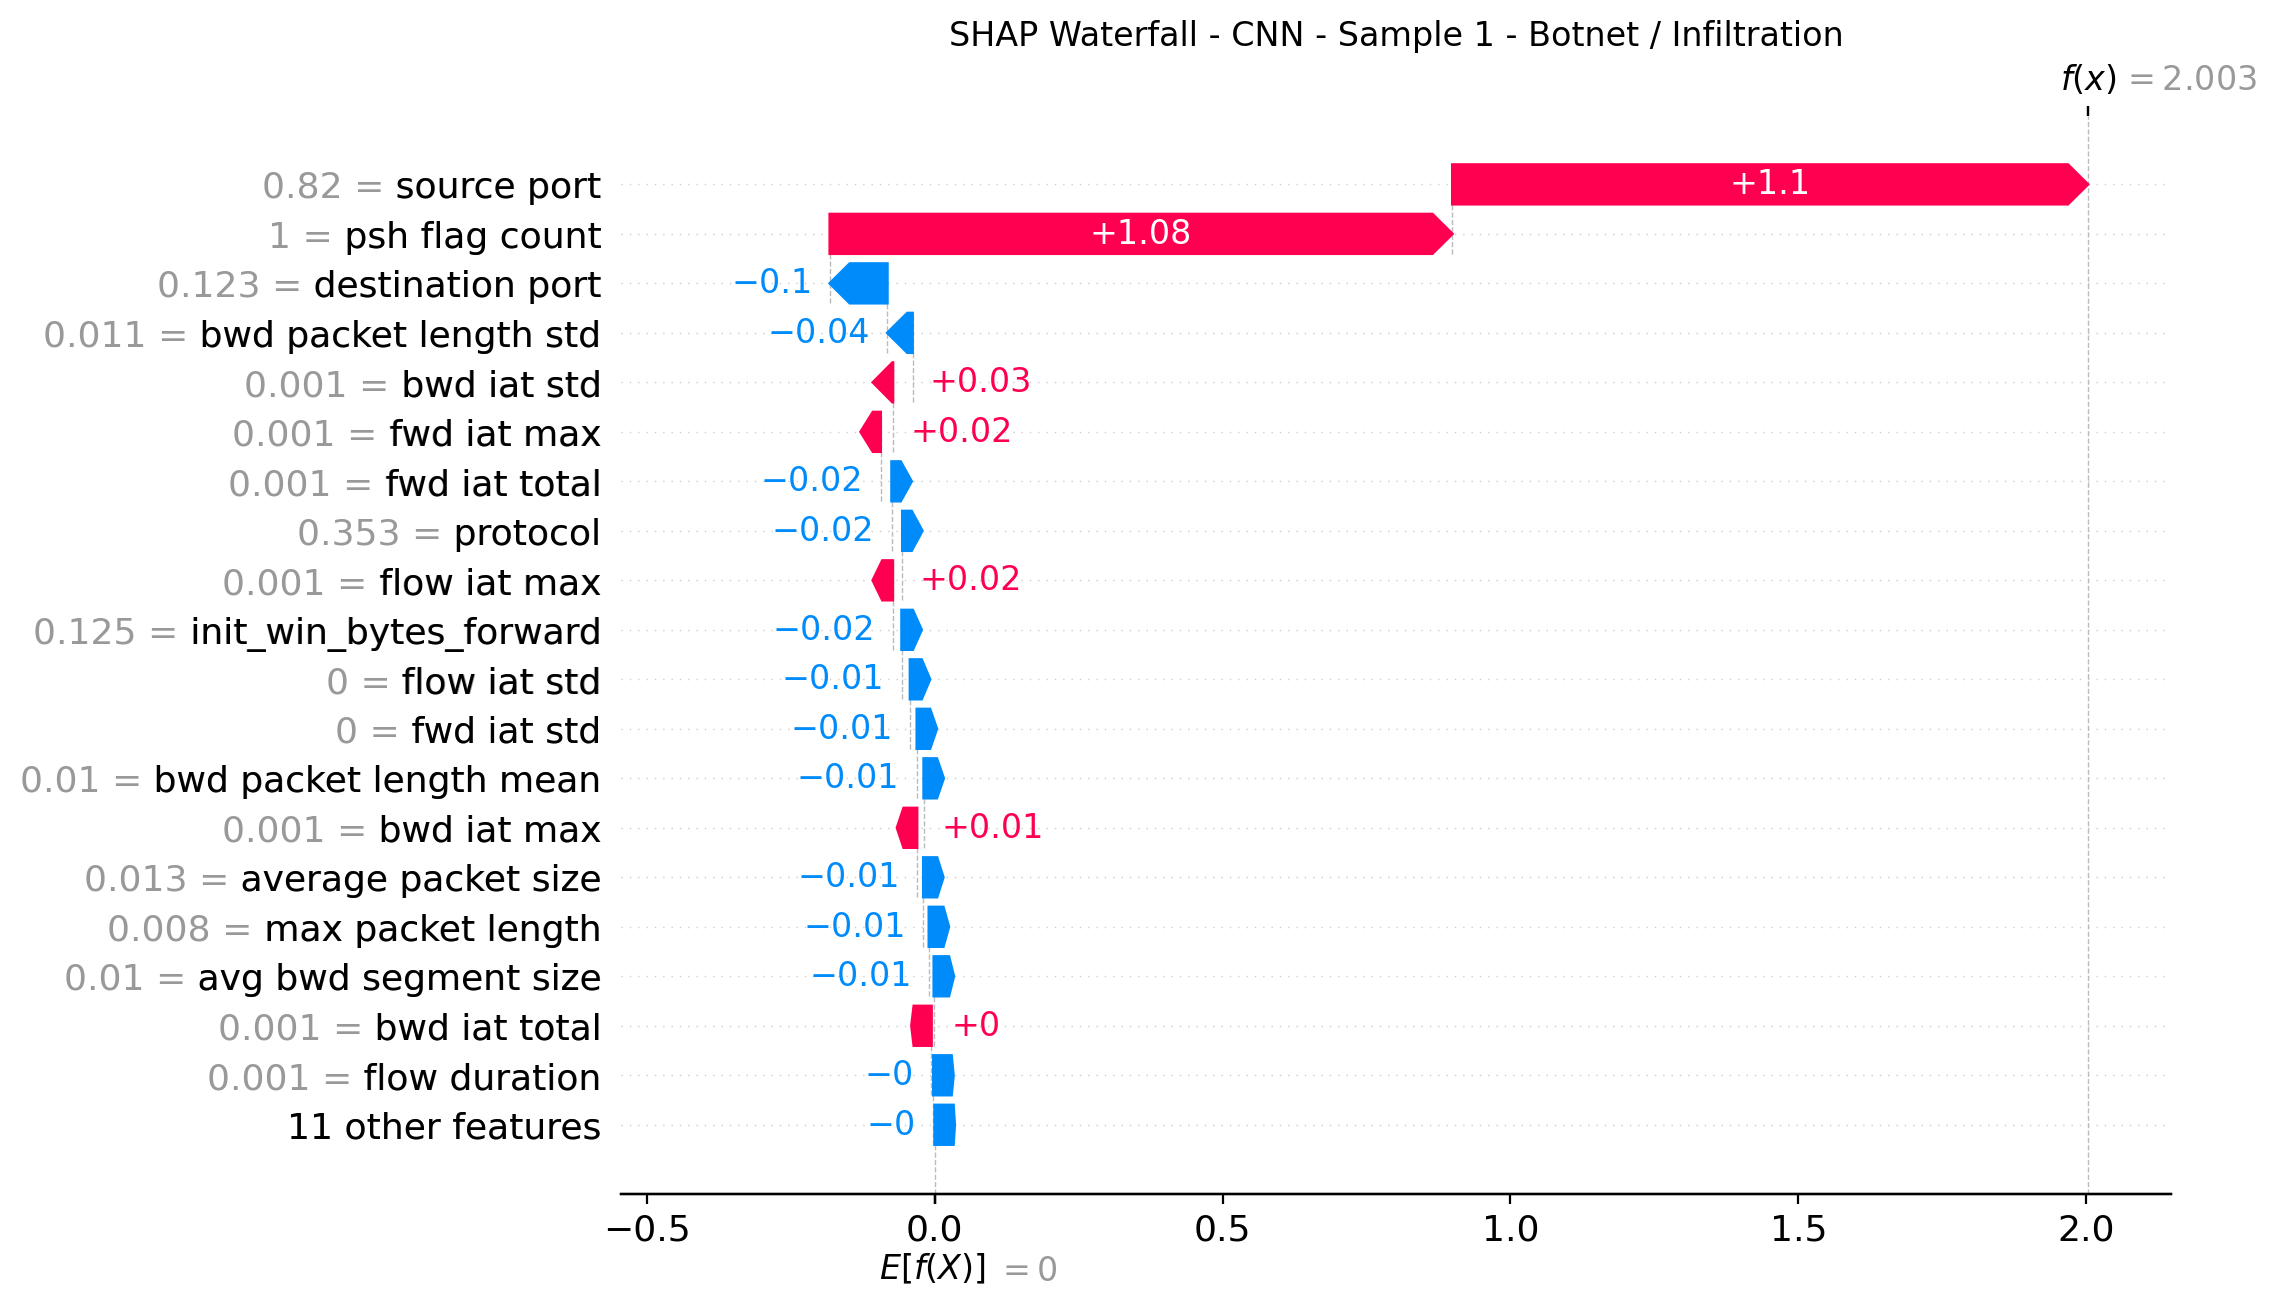 SHAP Waterfall - CNN - Sample 1 - Botnet / Infiltration
f(x) = 2.003
0.82 = source port +1.1
1 = psh flag count +1.08
0.123 = destination port −0.1
0.011 = bwd packet length std −0.04
0.001 = bwd iat std +0.03
0.001 = fwd iat max +0.02
0.001 = fwd iat total −0.02
0.353 = protocol −0.02
0.001 = flow iat max +0.02
0.125 = init_win_bytes_forward −0.02
0 = flow iat std −0.01
0 = fwd iat std −0.01
0.01 = bwd packet length mean −0.01
0.001 = bwd iat max +0.01
0.013 = average packet size −0.01
0.008 = max packet length −0.01
0.01 = avg bwd segment size −0.01
0.001 = bwd iat total +0
0.001 = flow duration −0
11 other features −0
−0.5 0.0 0.5 1.0 1.5 2.0
E[f(X)] = 0